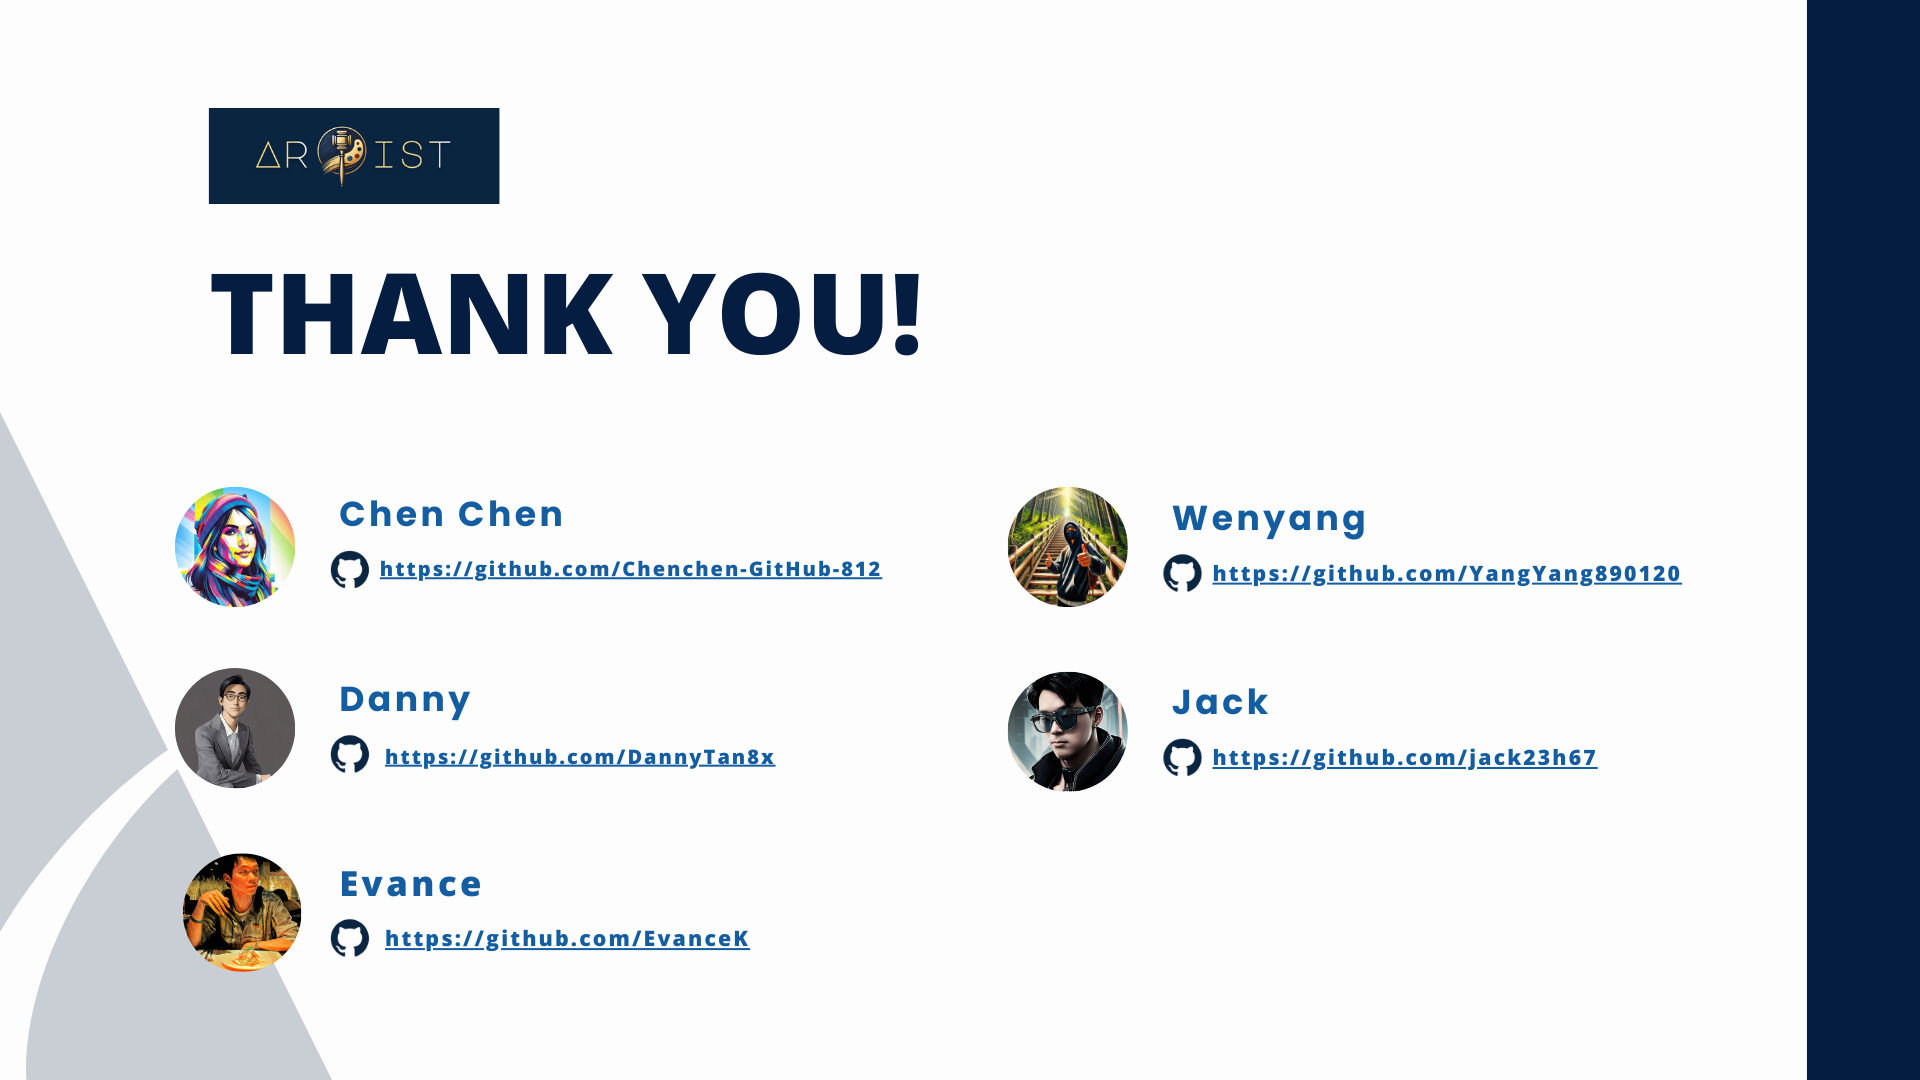 AR IST
THANK YOU!
Chen Chen
https://github.com/Chenchen-GitHub-812
Wenyang
https://github.com/YangYang890120
Danny
https://github.com/DannyTan8x
Jack
https://github.com/jack23h67
Evance
https://github.com/EvanceK